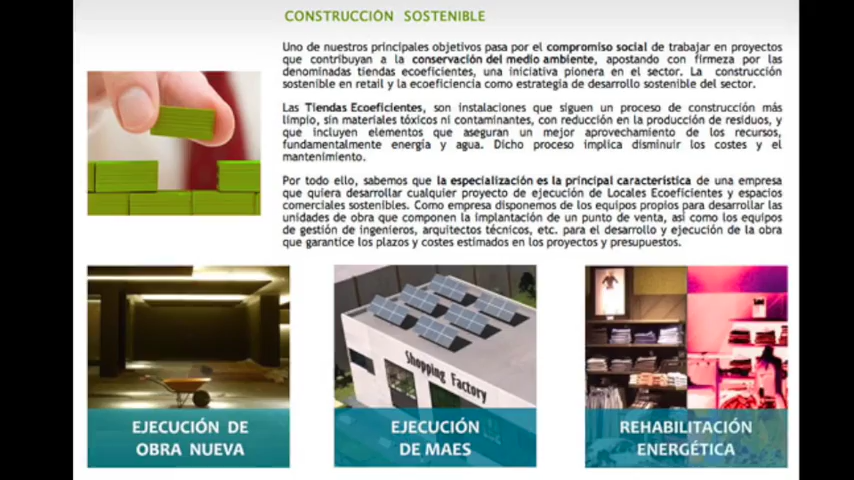 CONSTRUCCIÓN SOSTENIBLE
Uno de nuestros principales objetivos pasa por el compromiso social de trabajar en proyectos
que contribuyan a la conservación del medio ambiente, apostando con firmeza por las
denominadas tiendas ecoeficientes, una iniciativa pionera en el sector. La construcción
sostenible en retail y la ecoeficiencia como estrategia de desarrollo sostenible del sector.
Las Tiendas Ecoeficientes, son instalaciones que siguen un proceso de construcción más
limpio, sin materiales tóxicos ni contaminantes, con reducción en la producción de residuos, y
que incluyen elementos que aseguran un mejor aprovechamiento de los recursos,
fundamentalmente energía y agua. Dicho proceso implica disminuir los costes y el
mantenimiento.
Por todo ello, sabemos que la especialización es la principal característica de una empresa
que quiera desarrollar cualquier proyecto de ejecución de Locales Ecoeficientes y espacios
comerciales sostenibles. Como empresa disponemos de los equipos propios para desarrollar las
unidades de obra que componen la implantación de un punto de venta, así como los equipos
de gestión de ingenieros, arquitectos técnicos, etc. para el desarrollo y ejecución de la obra
que garantice los plazos y costes estimados en los proyectos y presupuestos.
Shopping Factory
EJECUCIÓN DE
OBRA NUEVA
EJECUCIÓN
DE MAES
REHABILITACIÓN
ENERGÉTICA